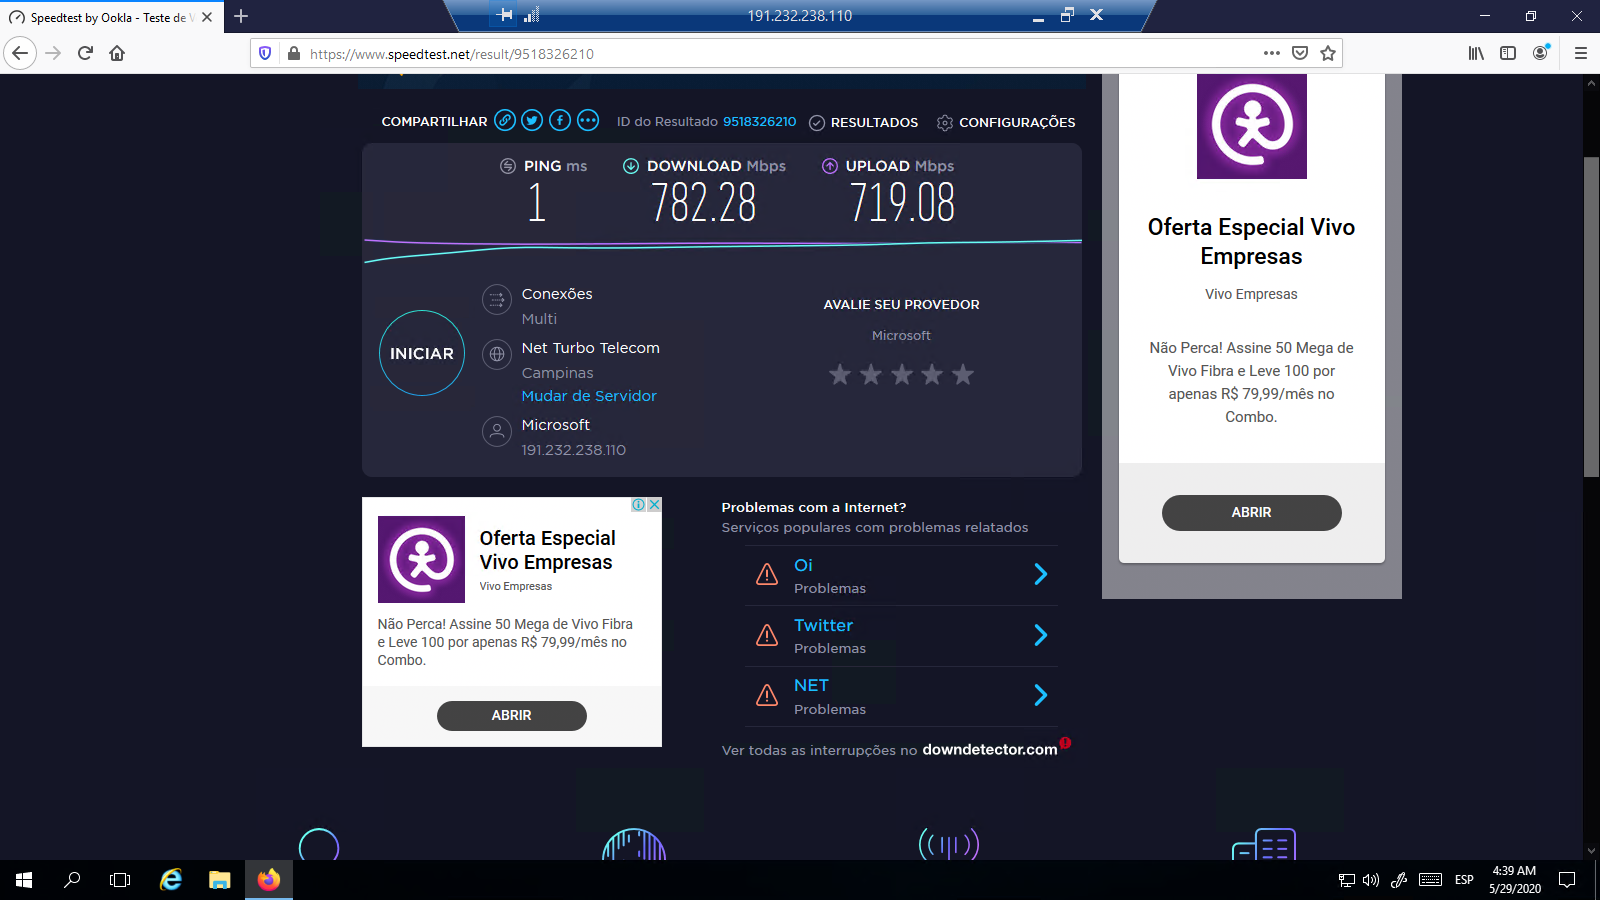 Speedtest by Ookla - Teste de V
191.232.238.110
https://www.speedtest.net/result/9518326210
COMPARTILHAR
ID do Resultado 9518326210
RESULTADOS
CONFIGURAÇÕES
PING ms
1
DOWNLOAD Mbps
782.28
UPLOAD Mbps
719.08
INICIAR
Conexões
Multi
Net Turbo Telecom
Campinas
Mudar de Servidor
Microsoft
191.232.238.110
AVALIE SEU PROVEDOR
Microsoft
Oferta Especial Vivo
Empresas
Vivo Empresas
Não Perca! Assine 50 Mega de
Vivo Fibra e Leve 100 por
apenas R$ 79,99/mês no
Combo.
ABRIR
Oferta Especial
Vivo Empresas
Vivo Empresas
Não Perca! Assine 50 Mega de Vivo Fibra
e Leve 100 por apenas R$ 79,99/mês no
Combo.
ABRIR
Problemas com a Internet?
Serviços populares com problemas relatados
Oi
Problemas
Twitter
Problemas
NET
Problemas
Ver todas as interrupções no downdetector.com
ESP
4:39 AM
5/29/2020